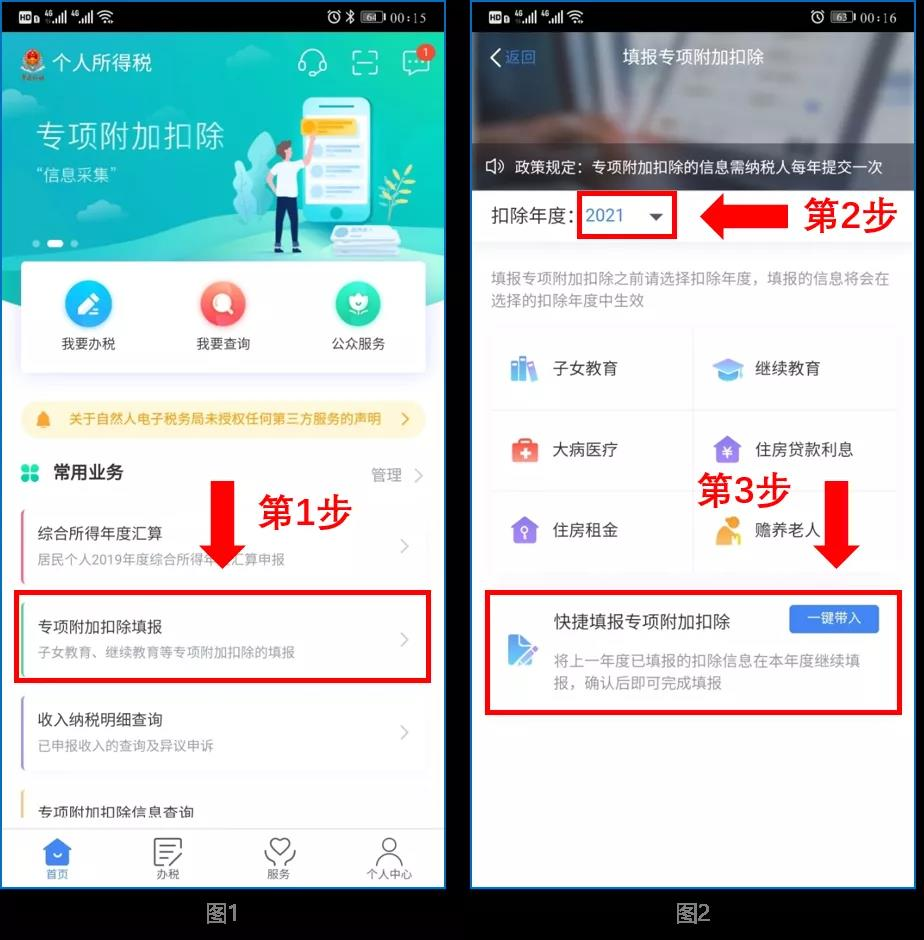 HD 4G 4G 64 00:15
个人所得税
1
专项附加扣除
“信息采集”
我要办税 我要查询 公众服务
关于自然人电子税务局未授权任何第三方服务的声明
常用业务 管理
第1步
综合所得年度汇算
居民个人2019年度综合所得年 汇算申报
专项附加扣除填报
子女教育、继续教育等专项附加扣除的填报
收入纳税明细查询
已申报收入的查询及异议申诉
专项附加扣除信息查询
首页 办税 服务 个人中心
图1
HD 4G 4G 63 00:16
返回 填报专项附加扣除
政策规定：专项附加扣除的信息需纳税人每年提交一次
扣除年度： 2021 第2步
填报专项附加扣除之前请选择扣除年度，填报的信息将会在
选择的扣除年度中生效
子女教育 继续教育
大病医疗 住房贷款利息
第3步
住房租金 赡养老人
快捷填报专项附加扣除 一键带入
将上一年度已填报的扣除信息在本年度继续填
报，确认后即可完成填报
图2